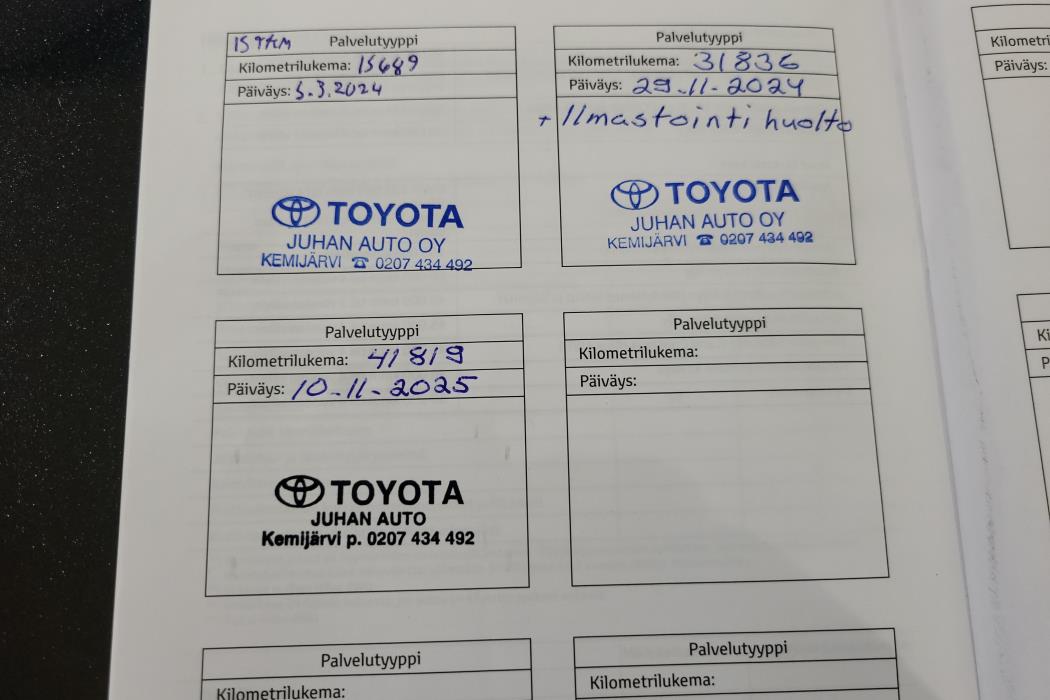 15 TKM Palvelutyyppi
Kilometrilukema: 15689
Päiväys: 5.3.2024
TOYOTA
JUHAN AUTO OY
KEMIJÄRVI ☎ 0207 434 492
Palvelutyyppi
Kilometrilukema: 31836
Päiväys: 29.11.2024
+ Ilmastointi huolto
TOYOTA
JUHAN AUTO OY
KEMIJÄRVI ☎ 0207 434 492
Kilometri
Päiväys:
Palvelutyyppi
Kilometrilukema: 41819
Päiväys: 10.11.2025
TOYOTA
JUHAN AUTO
Kemijärvi p. 0207 434 492
Palvelutyyppi
Kilometrilukema:
Päiväys:
Ki
P
Palvelutyyppi
Kilometrilukema:
Palvelutyyppi
Kilometrilukema: